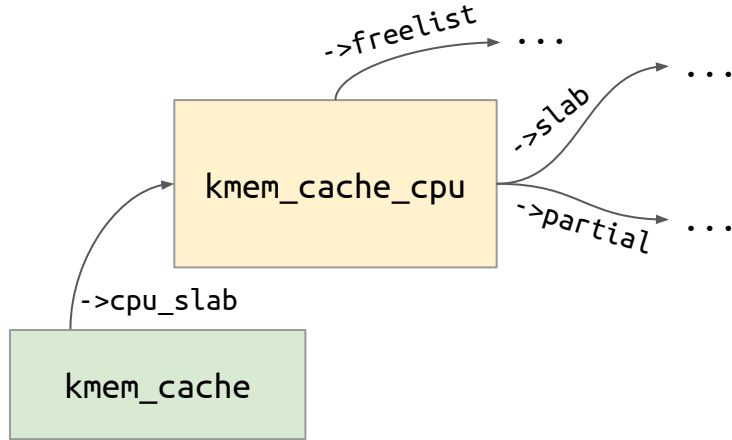 ->freelist
...
->slab
...
kmem_cache_cpu
->partial
...
->cpu_slab
kmem_cache